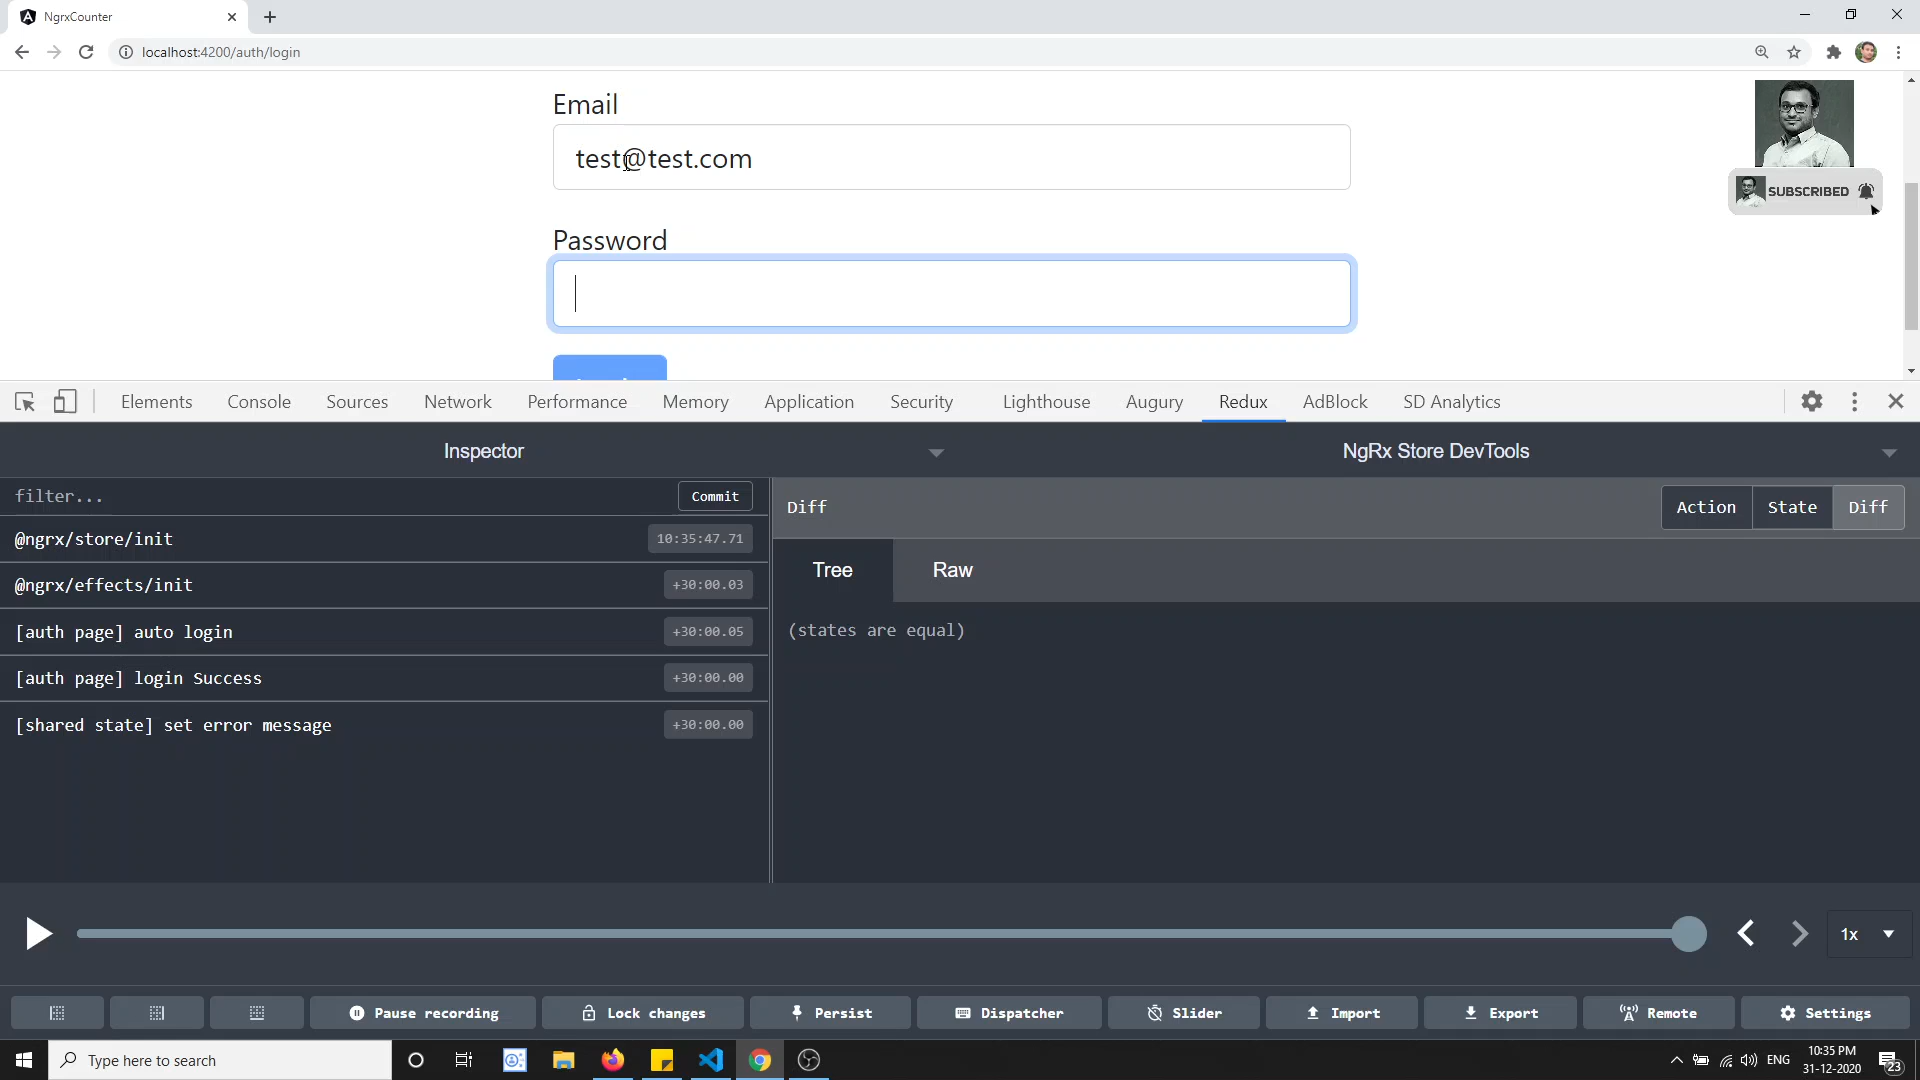 NgrxCounter
localhost:4200/auth/login
Email
test@test.com
SUBSCRIBED
Password
Elements Console Sources Network Performance Memory Application Security Lighthouse Augury Redux AdBlock SD Analytics
Inspector NgRx Store DevTools
filter... Commit
Diff Action State Diff
@ngrx/store/init 10:35:47.71
Tree Raw
@ngrx/effects/init +30:00.03
[auth page] auto login +30:00.05
(states are equal)
[auth page] login Success +30:00.00
[shared state] set error message +30:00.00
1x
Pause recording Lock changes Persist Dispatcher Slider Import Export Remote Settings
Type here to search
ENG
10:35 PM
31-12-2020
23